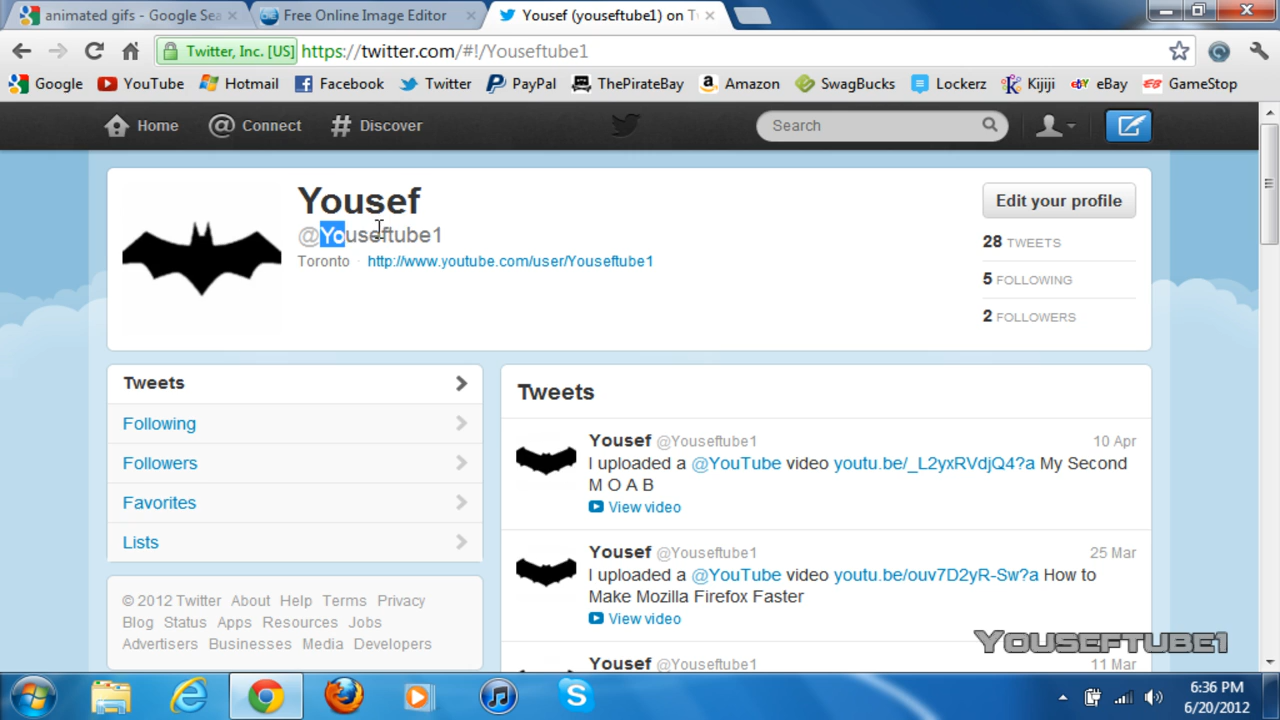 animated gifs - Google Sea
Free Online Image Editor
Yousef (youseftube1) on Tw
Twitter, Inc. [US] https://twitter.com/#!/Youseftube1
Google YouTube Hotmail Facebook Twitter PayPal ThePirateBay Amazon SwagBucks Lockerz Kijiji eBay GameStop
Home Connect Discover Search
Yousef
@Youseftube1
Toronto · http://www.youtube.com/user/Youseftube1
Edit your profile
28 TWEETS
5 FOLLOWING
2 FOLLOWERS
Tweets
Following
Followers
Favorites
Lists
© 2012 Twitter About Help Terms Privacy
Blog Status Apps Resources Jobs
Advertisers Businesses Media Developers
Tweets
Yousef @Youseftube1 10 Apr
I uploaded a @YouTube video youtu.be/_L2yxRVdjQ4?a My Second
M O A B
View video
Yousef @Youseftube1 25 Mar
I uploaded a @YouTube video youtu.be/ouv7D2yR-Sw?a How to
Make Mozilla Firefox Faster
View video
Yousef @Youseftube1 11 Mar
YOUSEFTUBE1
6:36 PM
6/20/2012